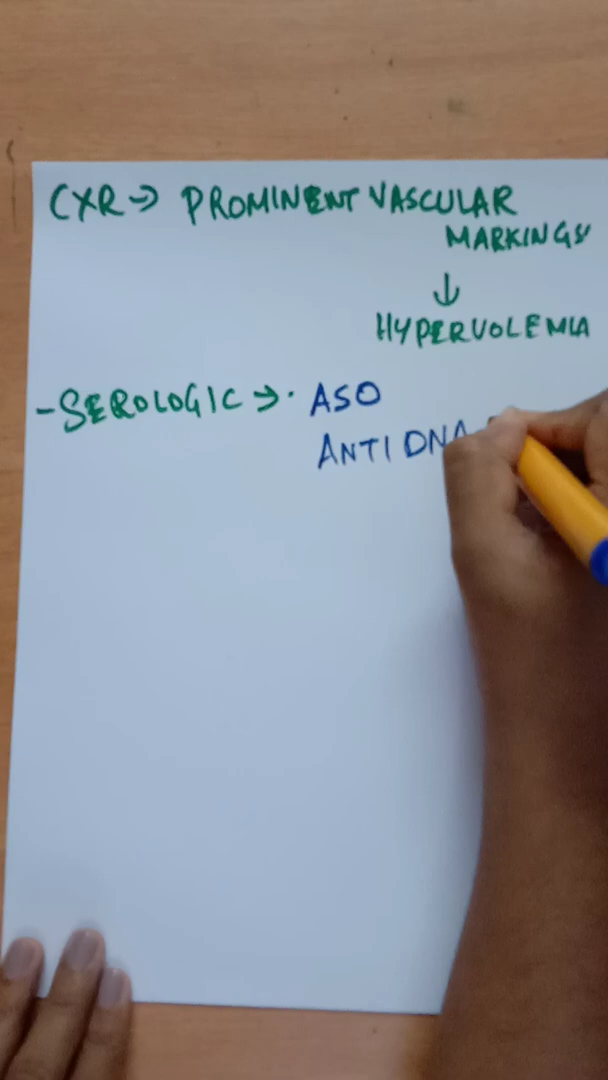 CXR → PROMINENT VASCULAR
MARKINGS
↓
HYPERVOLEMIA
- SEROLOGIC → · ASO
ANTI DNA